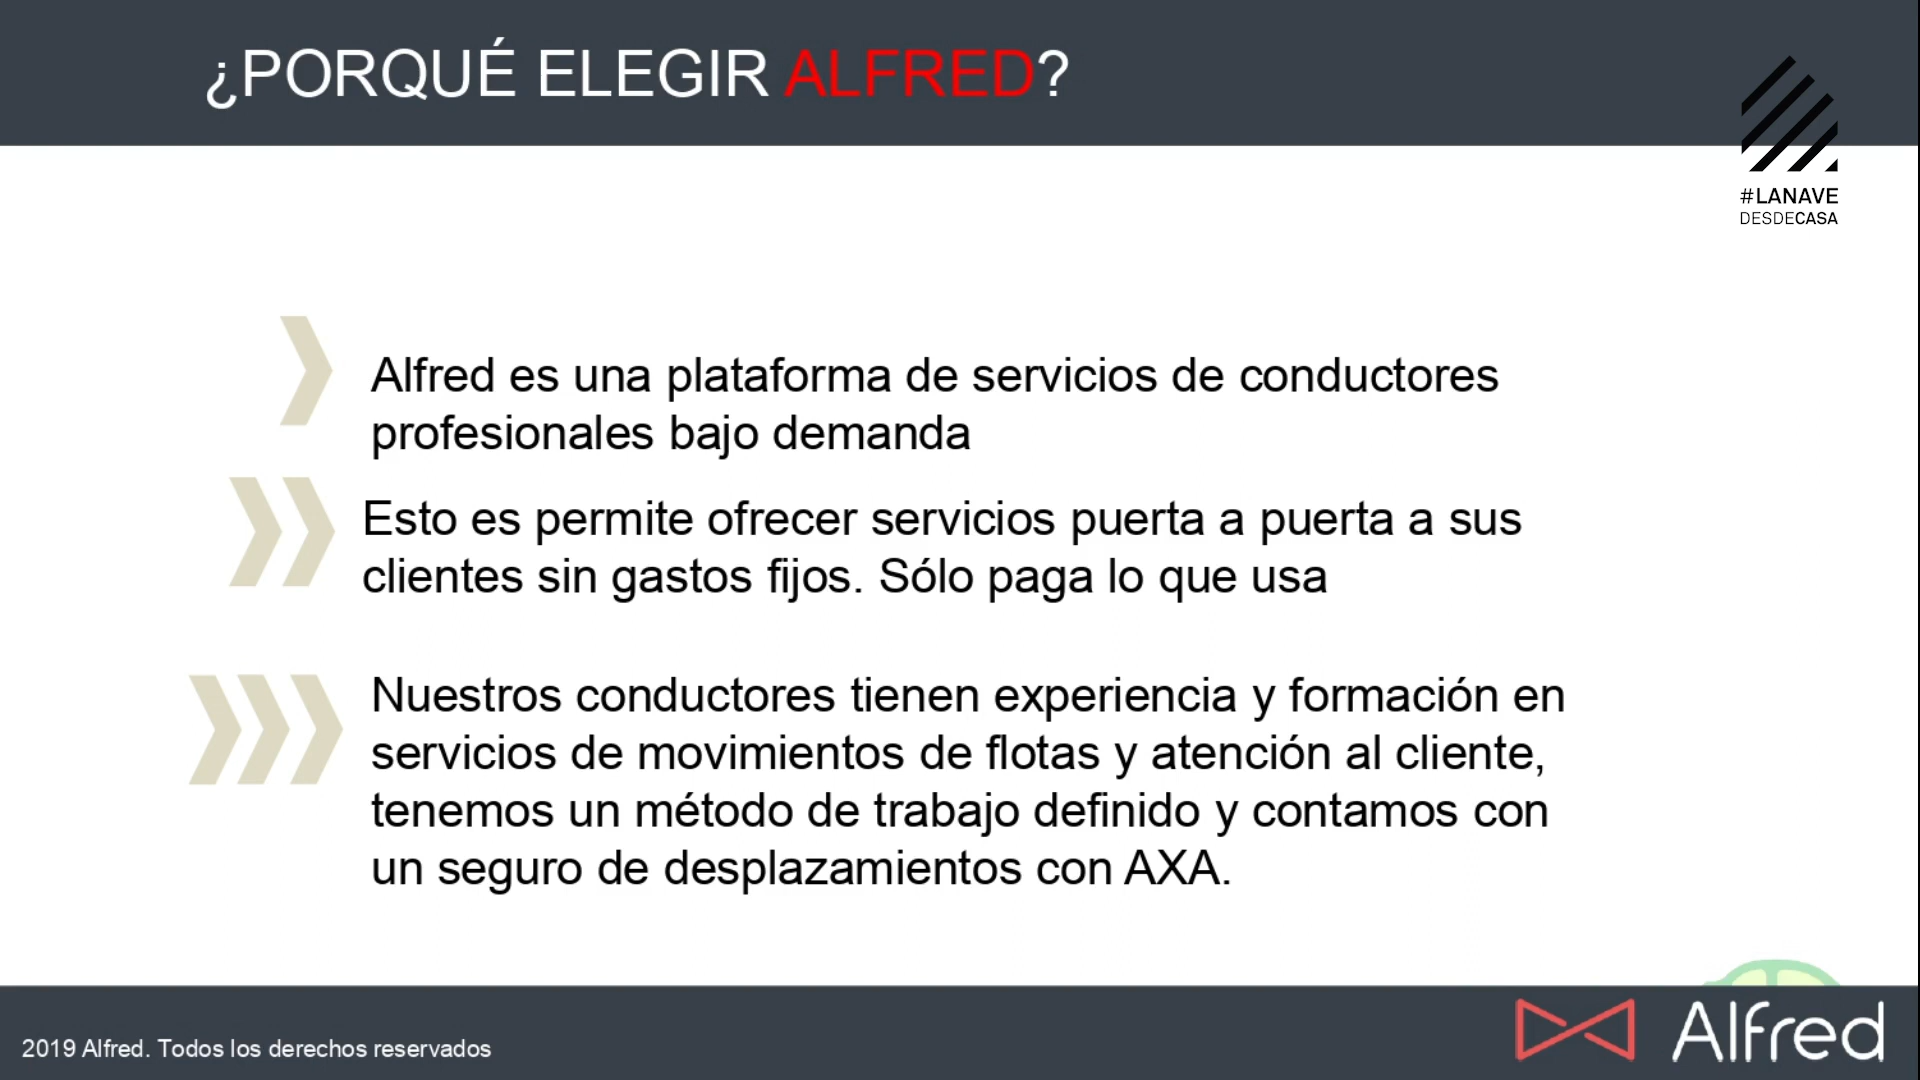 ¿PORQUÉ ELEGIR ALFRED?
#LANAVE
DESDECASA
Alfred es una plataforma de servicios de conductores
profesionales bajo demanda
Esto es permite ofrecer servicios puerta a puerta a sus
clientes sin gastos fijos. Sólo paga lo que usa
Nuestros conductores tienen experiencia y formación en
servicios de movimientos de flotas y atención al cliente,
tenemos un método de trabajo definido y contamos con
un seguro de desplazamientos con AXA.
2019 Alfred. Todos los derechos reservados
Alfred